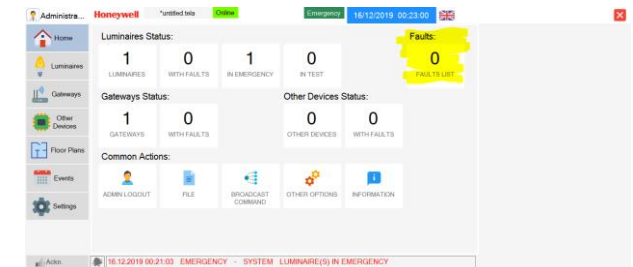 Administra... Honeywell *untitled tela Online Emergency 16/12/2019 00:23:00
Home
Luminaires
Gateways
Other Devices
Floor Plans
Events
Settings
Luminaires Status: Faults:
1 0 1 0 0
LUMINAIRES WITH FAULTS IN EMERGENCY IN TEST FAULTS LIST
Gateways Status: Other Devices Status:
1 0 0 0
GATEWAYS WITH FAULTS OTHER DEVICES WITH FAULTS
Common Actions:
ADMIN LOGOUT FILE BROADCAST COMMAND OTHER OPTIONS INFORMATION
Ackn. 16.12.2019 00:21:03 EMERGENCY - SYSTEM LUMINAIRE(S) IN EMERGENCY